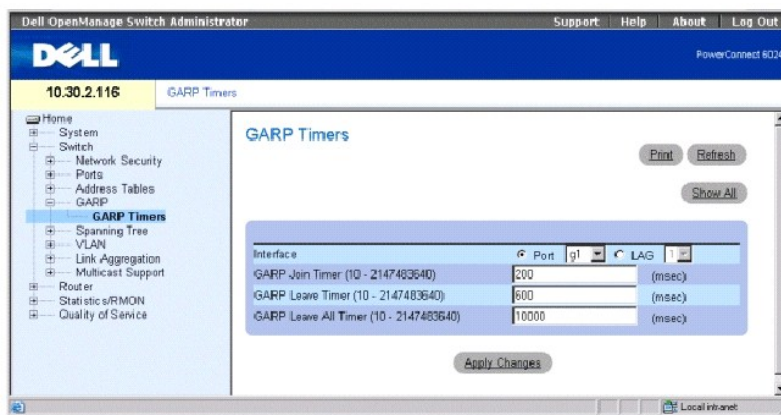 Dell OpenManage Switch Administrator Support Help About Log Out
DELL
PowerConnect 6024
10.30.2.116 GARP Timers
Home
System
Switch
Network Security
Ports
Address Tables
GARP
GARP Timers
Spanning Tree
VLAN
Link Aggregation
Multicast Support
Router
Statistics/RMON
Quality of Service
GARP Timers
Print Refresh
Show All
Interface Port g1 LAG 1
GARP Join Timer (10 - 2147483640) 200 (msec)
GARP Leave Timer (10 - 2147483640) 600 (msec)
GARP Leave All Timer (10 - 2147483640) 10000 (msec)
Apply Changes
Local intranet